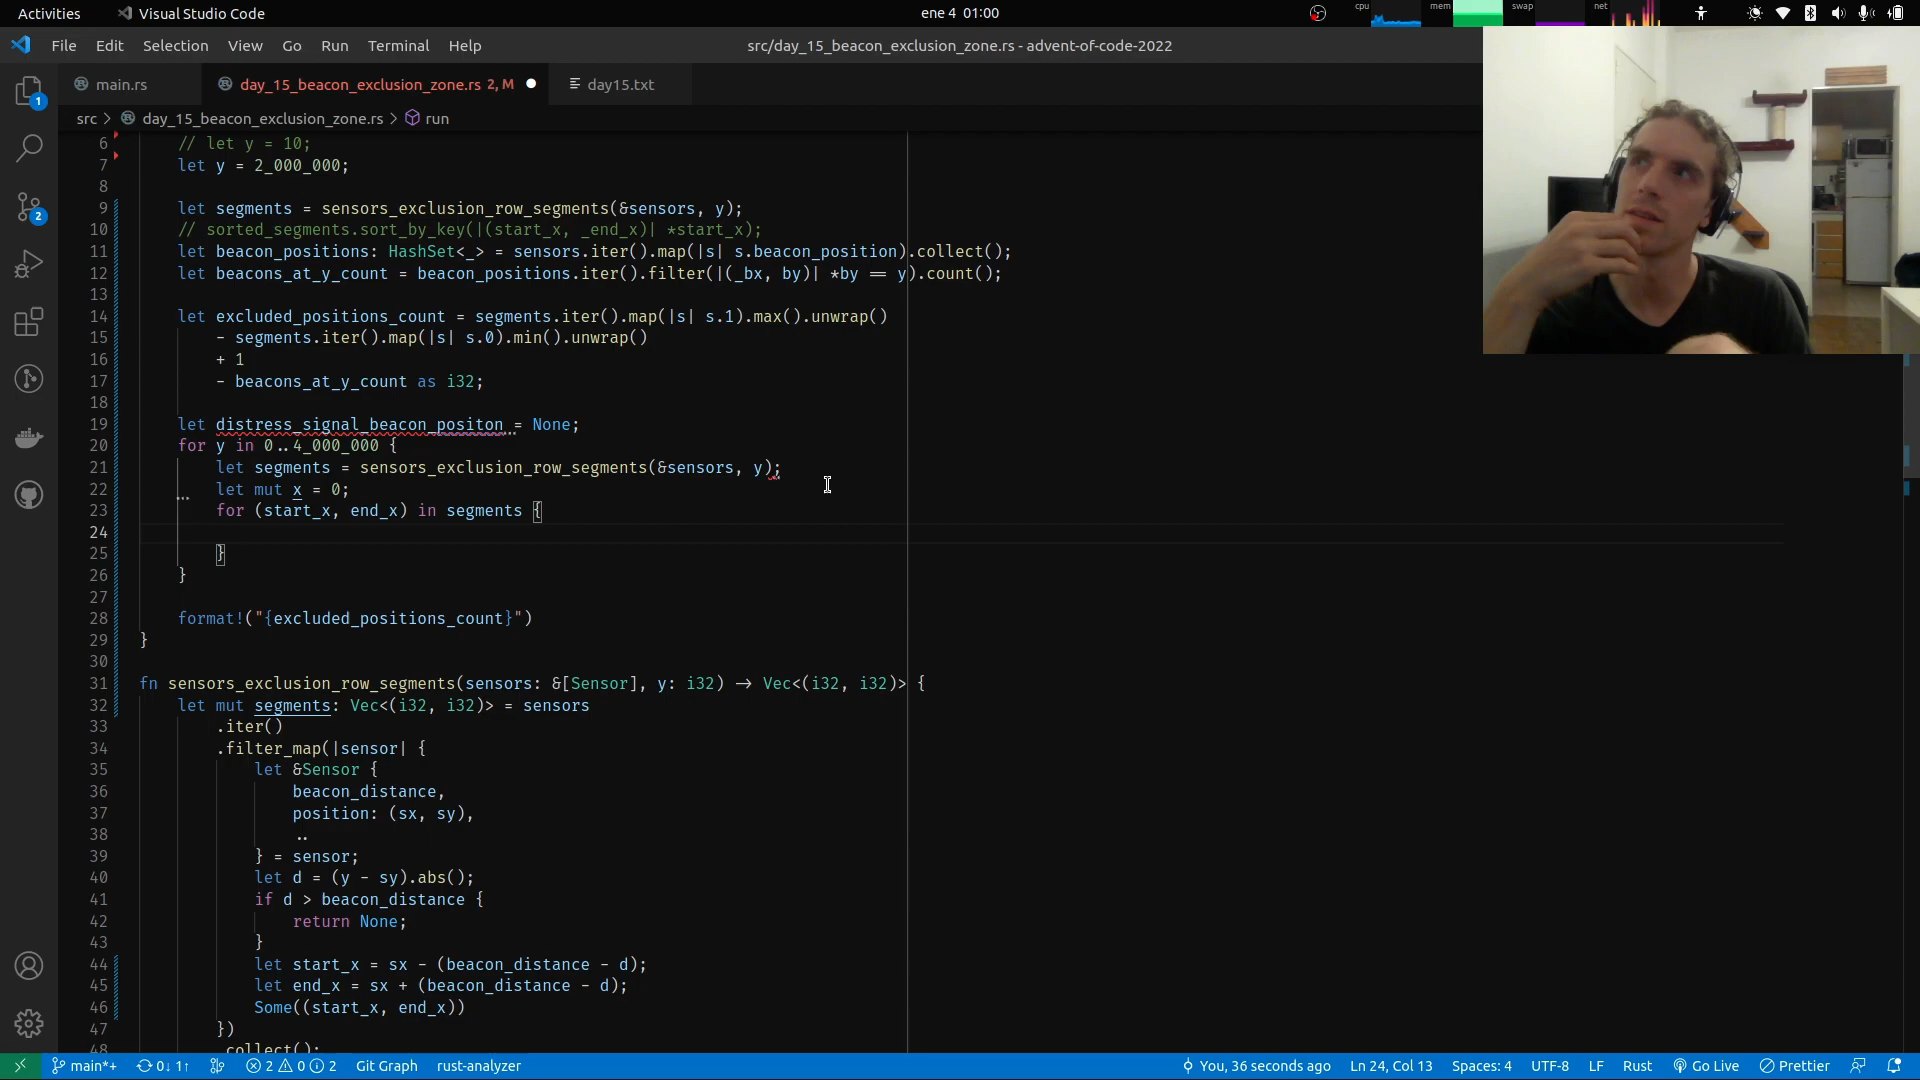 Activities Visual Studio Code ene 4 01:00 cpu mem swap net
File Edit Selection View Go Run Terminal Help src/day_15_beacon_exclusion_zone.rs - advent-of-code-2022
main.rs day_15_beacon_exclusion_zone.rs 2, M day15.txt
src > day_15_beacon_exclusion_zone.rs > run
6 // let y = 10;
7 let y = 2_000_000;
8
9 let segments = sensors_exclusion_row_segments(&sensors, y);
10 // sorted_segments.sort_by_key(|(start_x, _end_x)| *start_x);
11 let beacon_positions: HashSet<_> = sensors.iter().map(|s| s.beacon_position).collect();
12 let beacons_at_y_count = beacon_positions.iter().filter(|(_bx, by)| *by == y).count();
13
14 let excluded_positions_count = segments.iter().map(|s| s.1).max().unwrap()
15 - segments.iter().map(|s| s.0).min().unwrap()
16 + 1
17 - beacons_at_y_count as i32;
18
19 let distress_signal_beacon_positon = None;
20 for y in 0..4_000_000 {
21 let segments = sensors_exclusion_row_segments(&sensors, y);
22 let mut x = 0;
23 for (start_x, end_x) in segments {
24
25 }
26 }
27
28 format!("{excluded_positions_count}")
29 }
30
31 fn sensors_exclusion_row_segments(sensors: &[Sensor], y: i32) -> Vec<(i32, i32)> {
32 let mut segments: Vec<(i32, i32)> = sensors
33 .iter()
34 .filter_map(|sensor| {
35 let &Sensor {
36 beacon_distance,
37 position: (sx, sy),
38 ..
39 } = sensor;
40 let d = (y - sy).abs();
41 if d > beacon_distance {
42 return None;
43 }
44 let start_x = sx - (beacon_distance - d);
45 let end_x = sx + (beacon_distance - d);
46 Some((start_x, end_x))
47 })
48 .collect();
main*+ 0↓ 1↑ 2 0 2 Git Graph rust-analyzer You, 36 seconds ago Ln 24, Col 13 Spaces: 4 UTF-8 LF Rust Go Live Prettier
1
2